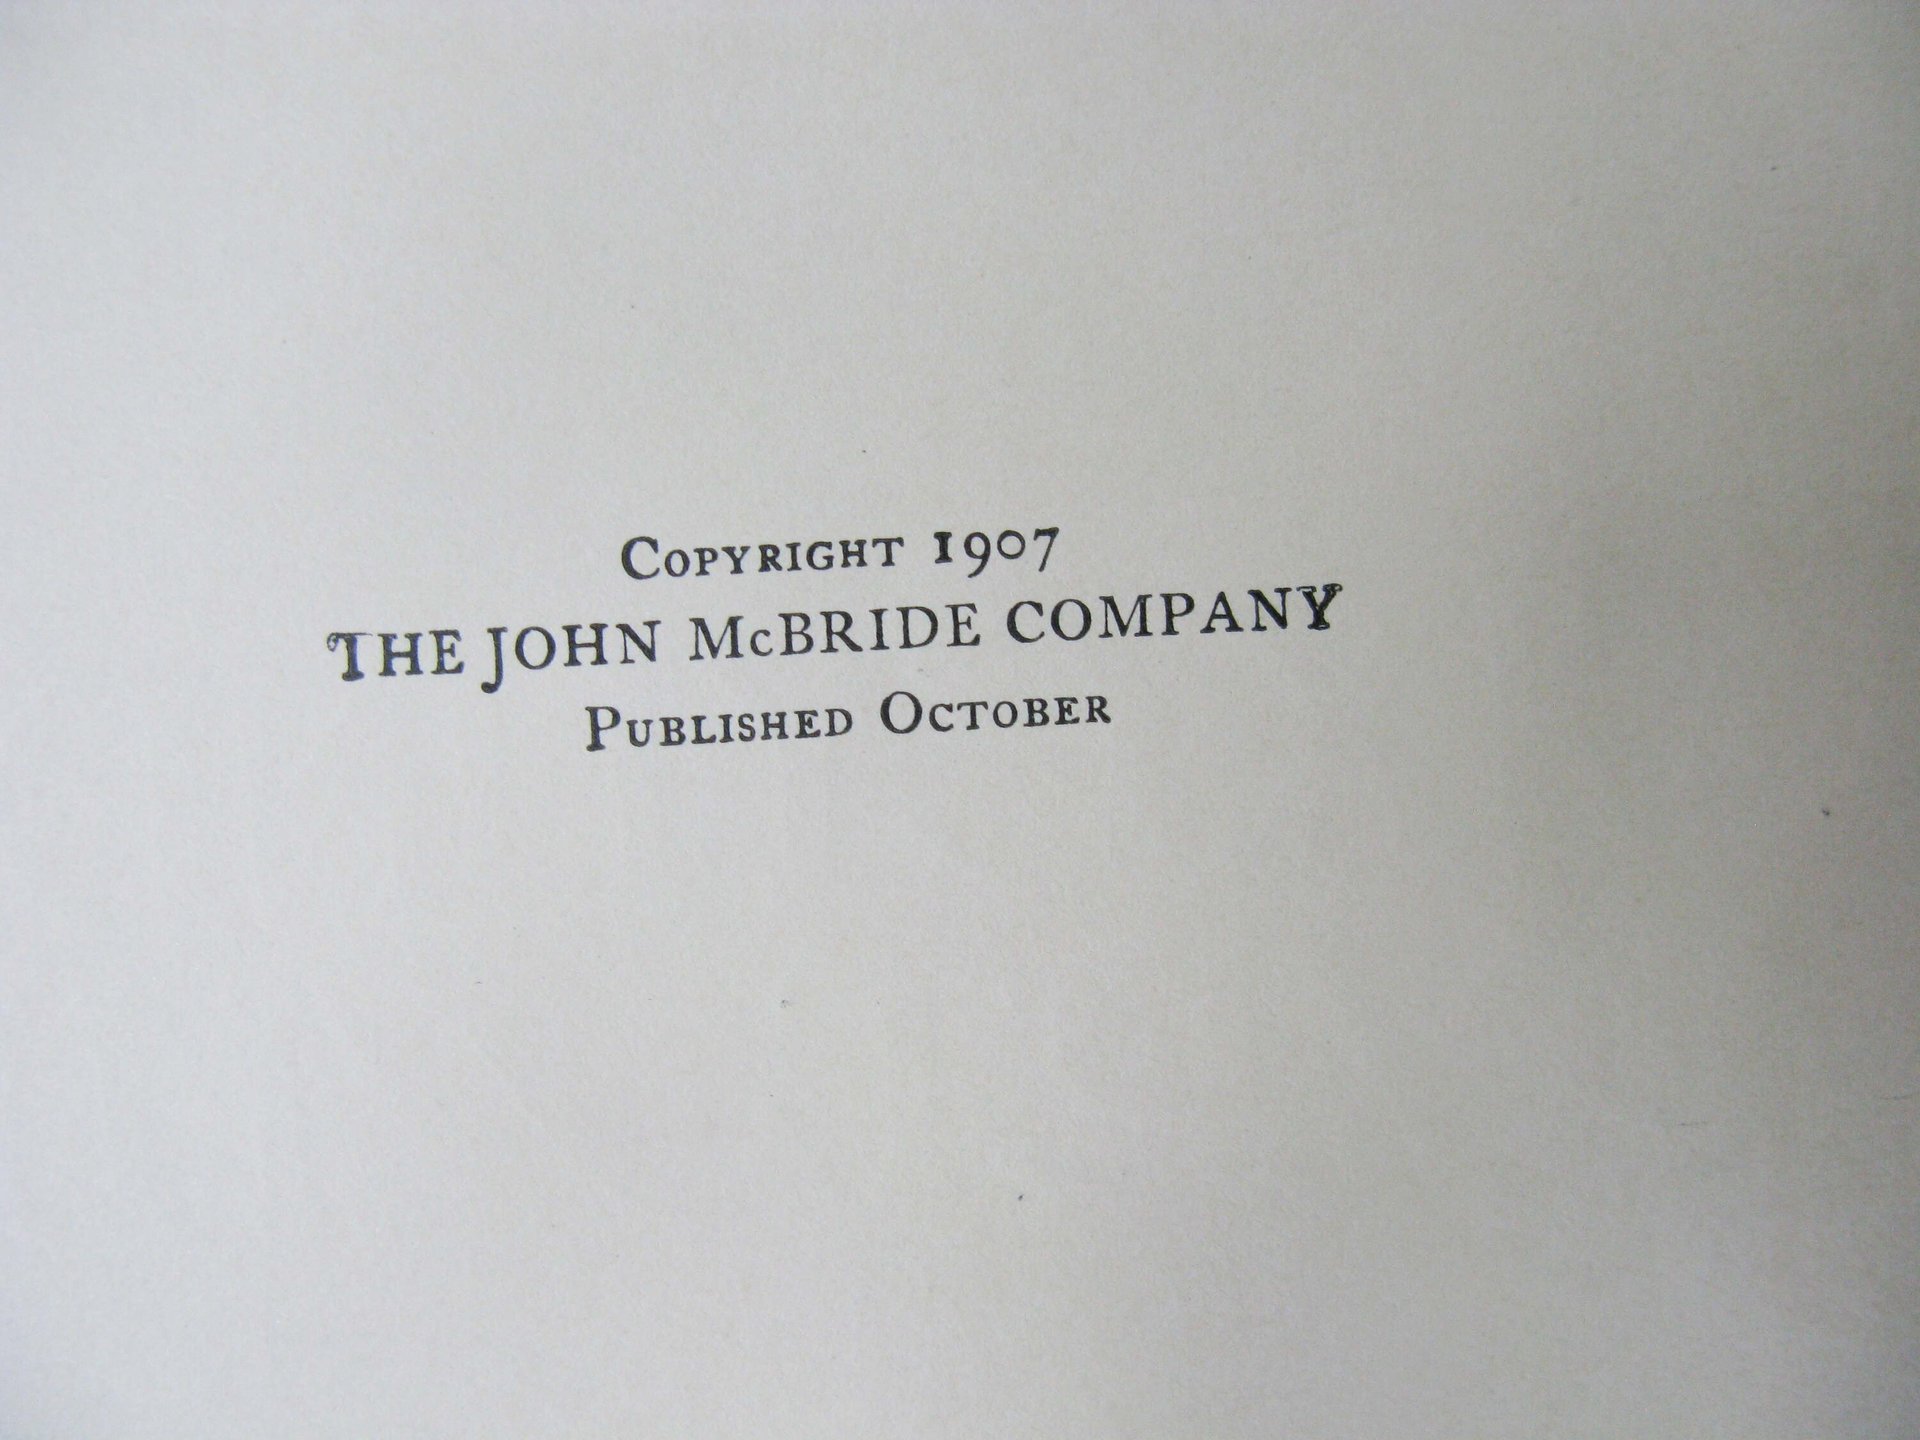 Copyright 1907
THE JOHN McBRIDE COMPANY
Published October